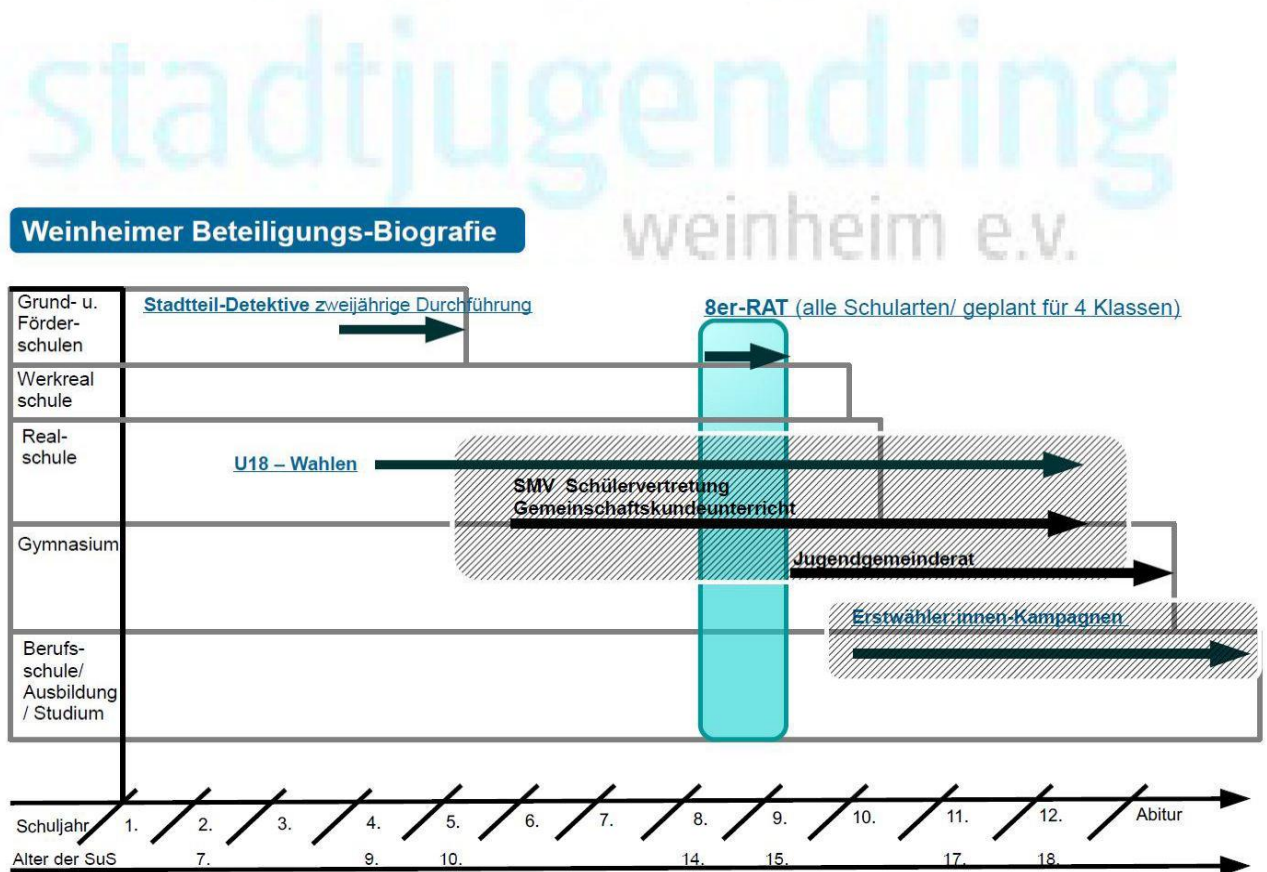 stadtjugendring
weinheim e.v.
Weinheimer Beteiligungs-Biografie
Grund- u.
Förder-
schulen
Stadtteil-Detektive zweijährige Durchführung
8er-RAT (alle Schularten/ geplant für 4 Klassen)
Werkreal
schule
Real-
schule
U18 – Wahlen
SMV Schülervertretung
Gemeinschaftskundeunterricht
Gymnasium
Jugendgemeinderat
Erstwähler:innen-Kampagnen
Berufs-
schule/
Ausbildung
/ Studium
Schuljahr 1. 2. 3. 4. 5. 6. 7. 8. 9. 10. 11. 12. Abitur
Alter der SuS 7. 9. 10. 14. 15. 17. 18.